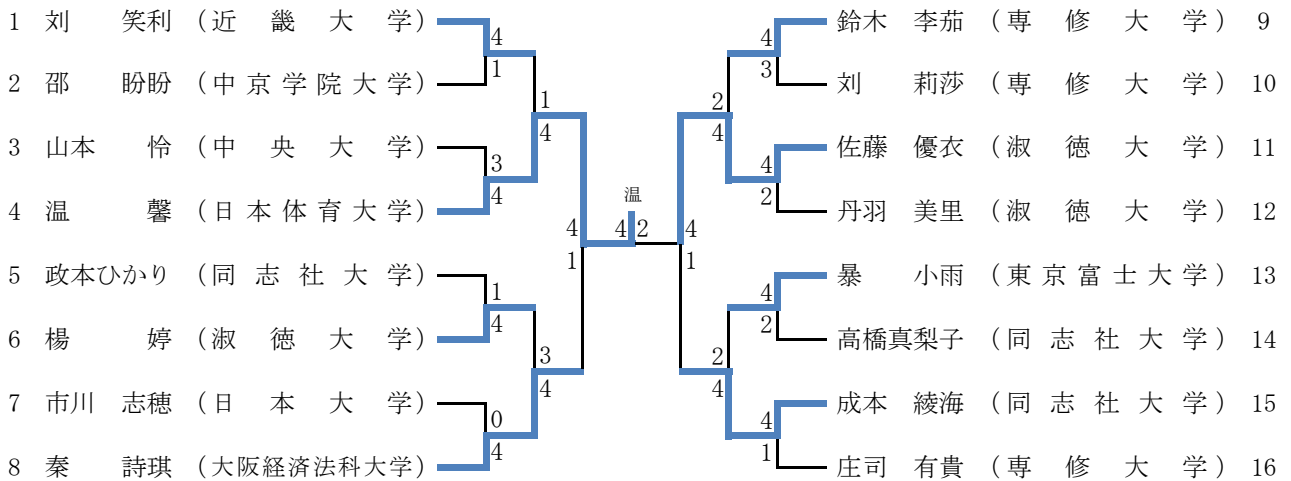 1 刘 笑利 (近畿大学)
4
1
2 邵 盼盼 (中京学院大学)
1
4
3 山本 怜 (中央大学)
3
4
4 温 馨 (日本体育大学)
4
1
5 政本ひかり (同志社大学)
1
4
6 楊 婷 (淑徳大学)
3
4
7 市川 志穂 (日本大学)
0
4
8 秦 詩琪 (大阪経済法科大学)
温
4 2
鈴木 李茄 (専修大学) 9
4
3
刘 莉莎 (専修大学) 10
2
4
佐藤 優衣 (淑徳大学) 11
4
2
丹羽 美里 (淑徳大学) 12
4
1
暴 小雨 (東京富士大学) 13
4
2
高橋真梨子 (同志社大学) 14
2
4
成本 綾海 (同志社大学) 15
4
1
庄司 有貴 (専修大学) 16